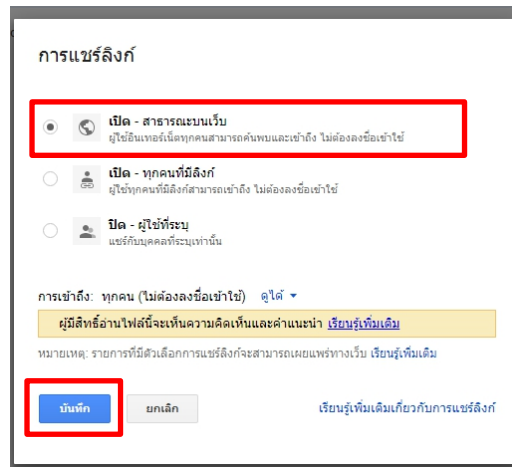 การแชร์ลิงก์
เปิด - สาธารณะบนเว็บ
ผู้ใช้อินเทอร์เน็ตทุกคนสามารถค้นพบและเข้าถึง ไม่ต้องลงชื่อเข้าใช้
เปิด - ทุกคนที่มีลิงก์
ผู้ใช้ทุกคนที่มีลิงก์สามารถเข้าถึง ไม่ต้องลงชื่อเข้าใช้
ปิด - ผู้ใช้ที่ระบุ
แชร์กับบุคคลที่ระบุเท่านั้น
การเข้าถึง: ทุกคน (ไม่ต้องลงชื่อเข้าใช้) ดูได้
ผู้มีสิทธิ์อ่านไฟล์นี้จะเห็นความคิดเห็นและคำแนะนำ เรียนรู้เพิ่มเติม
หมายเหตุ: รายการที่มีตัวเลือกการแชร์ลิงก์จะสามารถเผยแพร่ทางเว็บ เรียนรู้เพิ่มเติม
บันทึก ยกเลิก เรียนรู้เพิ่มเติมเกี่ยวกับการแชร์ลิงก์